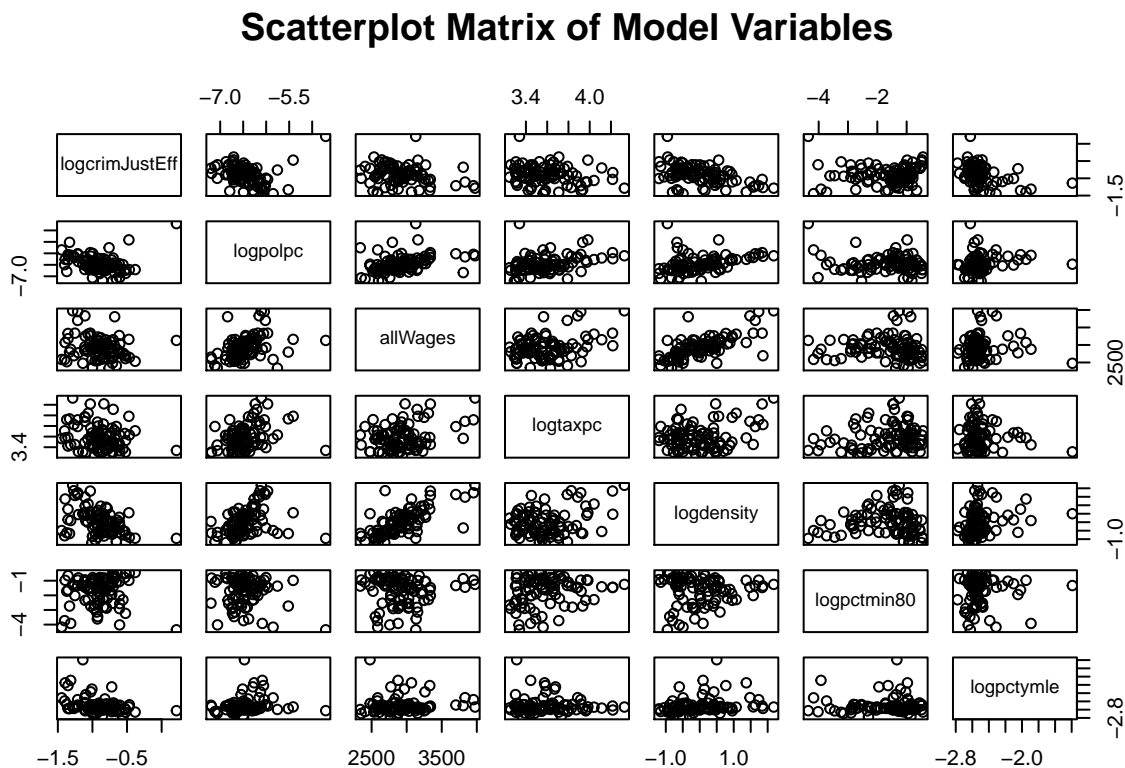 Scatterplot Matrix of Model Variables
−7.0 −5.5 3.4 4.0 −4 −2
logcrimJustEff
−1.5
logpolpc
−7.0
allWages
2500
logtaxpc
3.4
logdensity
−1.0
−4 −1
logpctmin80
logpctymle
−2.8
−1.5 −0.5 2500 3500 −1.0 1.0 −2.8 −2.0